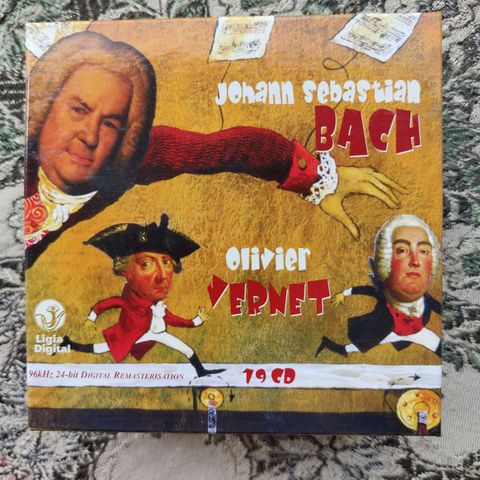 Johann Sebastian
BACH
Olivier
VERNET
Ligia
Digital
96kHz 24-bit DIGITAL REMASTERISATION
19 CD